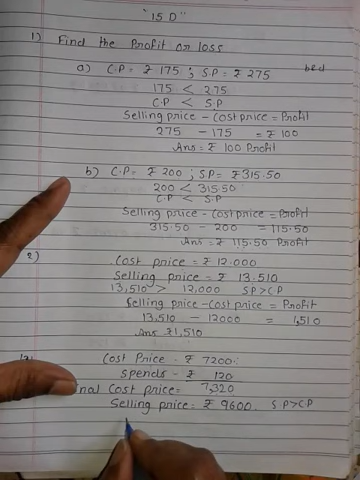 "15 D"
1) Find the Profit or loss
a) C.P = ₹ 175 ; S.P = ₹ 275
175 < 275
C.P < S.P
Selling price - Cost price = Profit
275 - 175 = ₹ 100
Ans = ₹ 100 Profit
b) C.P = ₹ 200 ; S.P = ₹ 315.50
200 < 315.50
C.P < S.P
Selling price - cost price = Profit
315.50 - 200 = 115.50
Ans = ₹ 115.50 Profit
2) Cost price = ₹ 12.000
Selling price = ₹ 13.510
13,510 > 12,000 SP > C.P
Selling price - cost price = Profit
13,510 - 12000 = 1,510
Ans ₹1,510
Cost Price - ₹ 7200
Spends - ₹ 120
Cost price = 7,320
Selling price = ₹ 9600. S.P > C.P